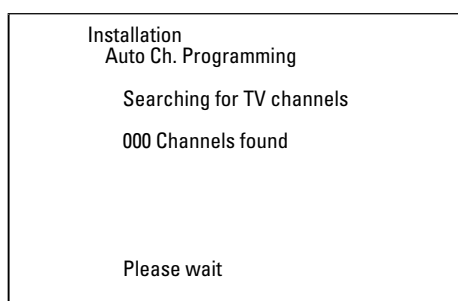 Installation
Auto Ch. Programming
Searching for TV channels
000 Channels found
Please wait